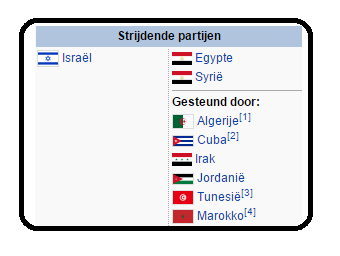 Strijdende partijen
Israël
Egypte
Syrië
Gesteund door:
Algerije[1]
Cuba[2]
Irak
Jordanië
Tunesië[3]
Marokko[4]